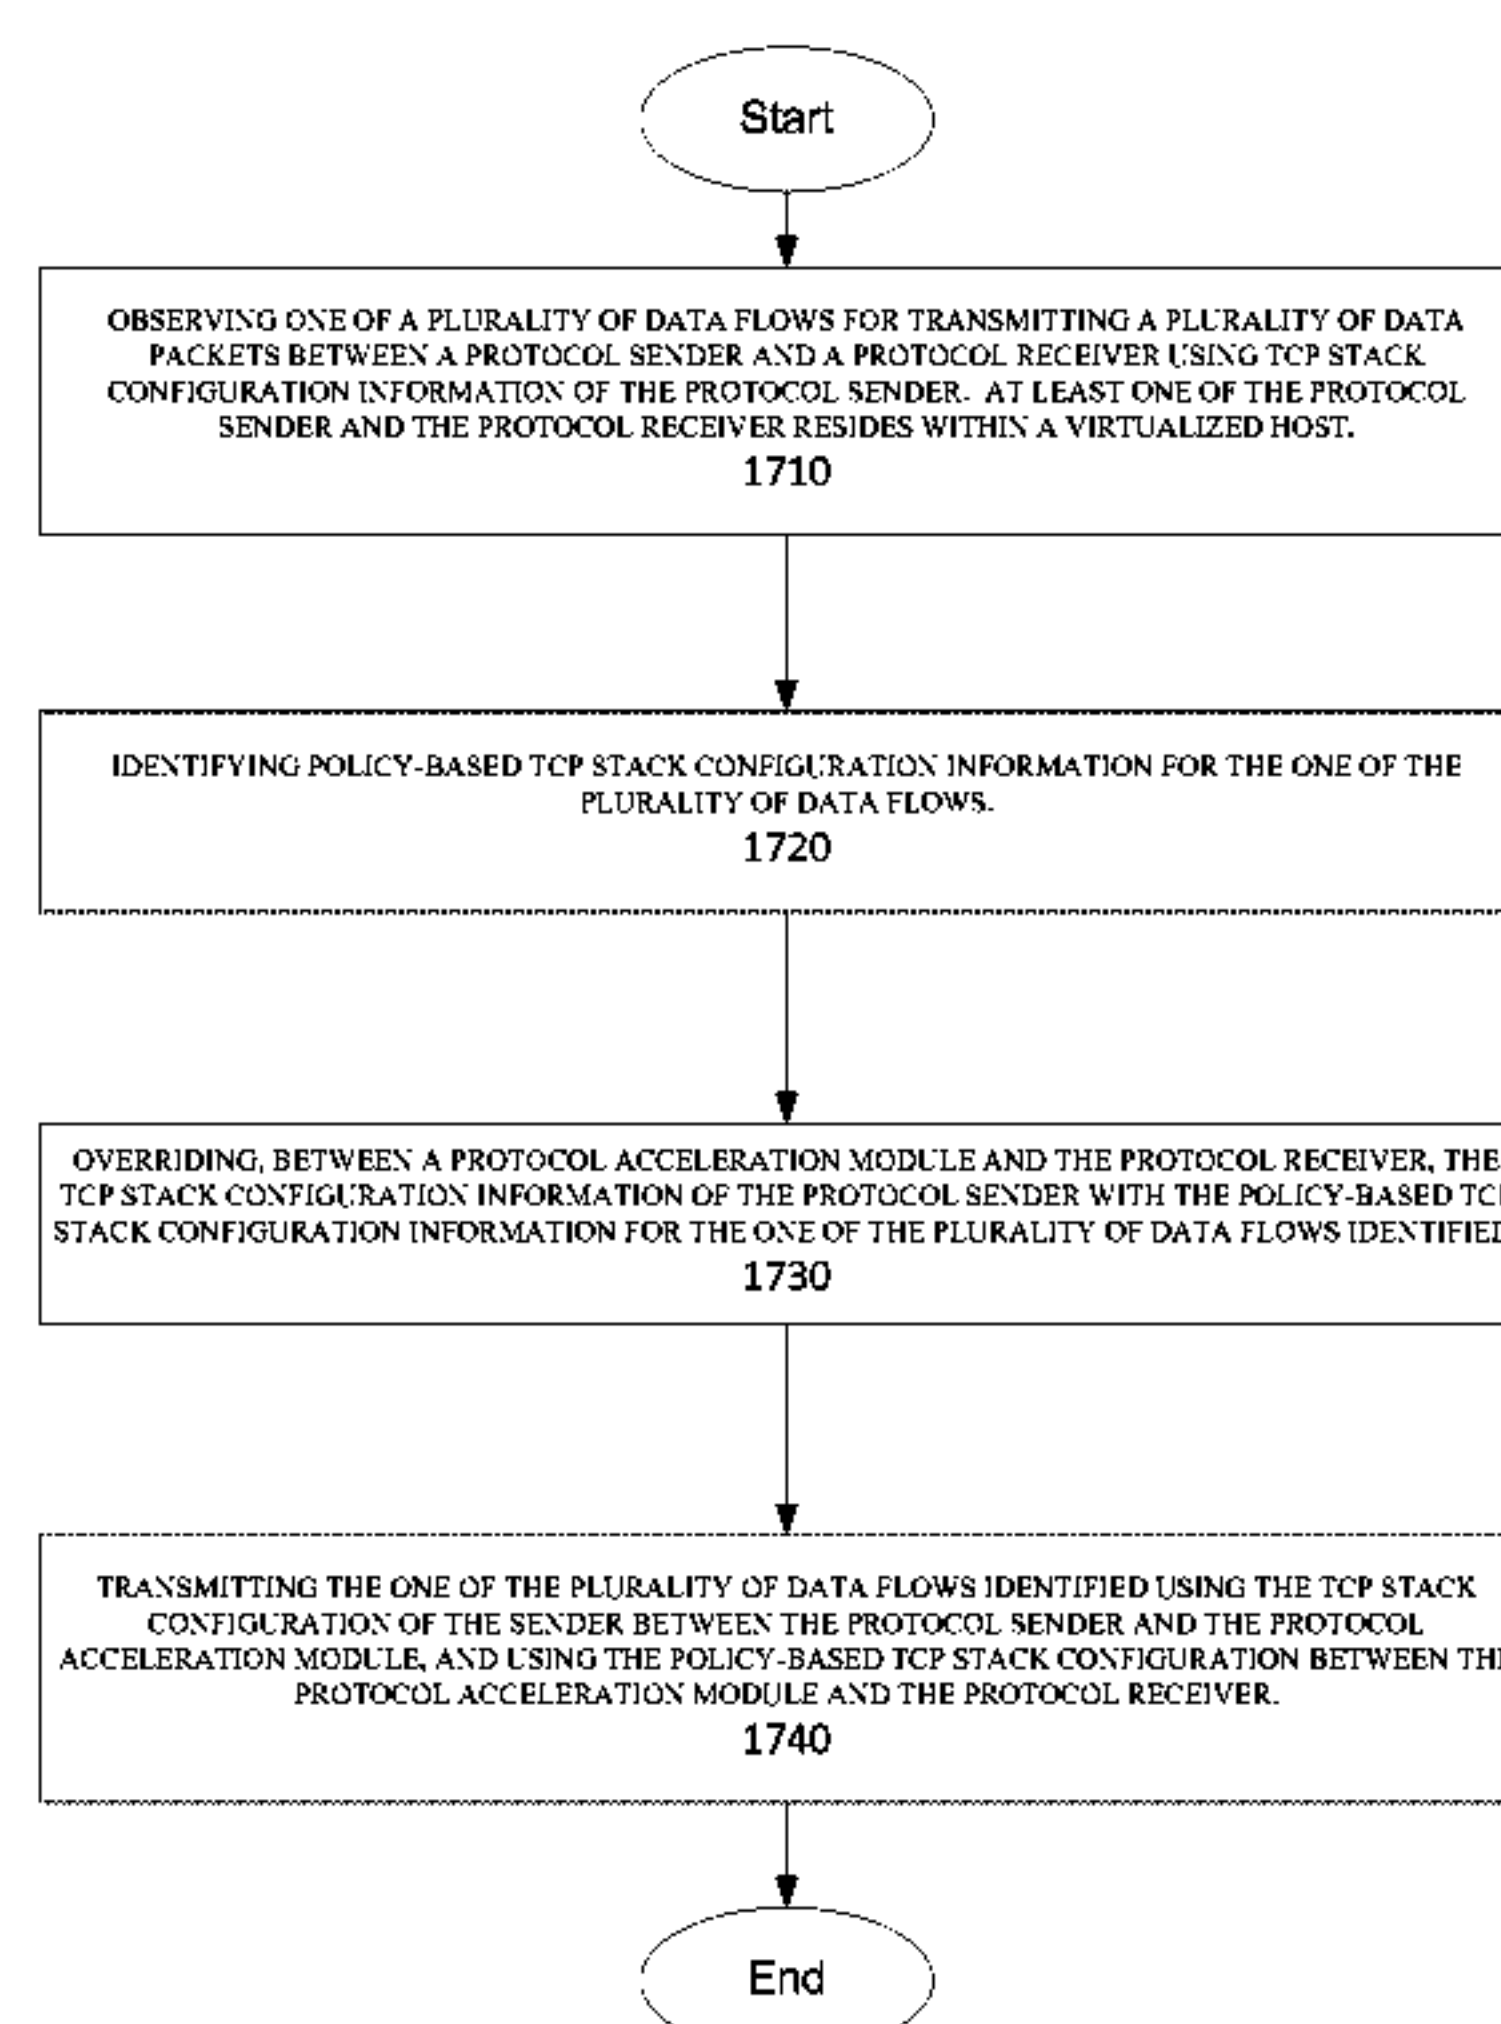 Start
OBSERVING ONE OF A PLURALITY OF DATA FLOWS FOR TRANSMITTING A PLURALITY OF DATA
PACKETS BETWEEN A PROTOCOL SENDER AND A PROTOCOL RECEIVER USING TCP STACK
CONFIGURATION INFORMATION OF THE PROTOCOL SENDER. AT LEAST ONE OF THE PROTOCOL
SENDER AND THE PROTOCOL RECEIVER RESIDES WITHIN A VIRTUALIZED HOST.
1710
IDENTIFYING POLICY-BASED TCP STACK CONFIGURATION INFORMATION FOR THE ONE OF THE
PLURALITY OF DATA FLOWS.
1720
OVERRIDING, BETWEEN A PROTOCOL ACCELERATION MODULE AND THE PROTOCOL RECEIVER, THE
TCP STACK CONFIGURATION INFORMATION OF THE PROTOCOL SENDER WITH THE POLICY-BASED
STACK CONFIGURATION INFORMATION FOR THE ONE OF THE PLURALITY OF DATA FLOWS
1730
TRANSMITTING THE ONE OF THE PLURALITY OF DATA FLOWS IDENTIFIED USING THE TCP STACK
CONFIGURATION OF THE SENDER BETWEEN THE PROTOCOL SENDER AND THE PROTOCOL
ACCELERATION MODULE, AND USING THE POLICY-BASED TCP STACK CONFIGURATION BETWEEN
PROTOCOL ACCELERATION MODULE AND THE PROTOCOL RECEIVER.
1740
End